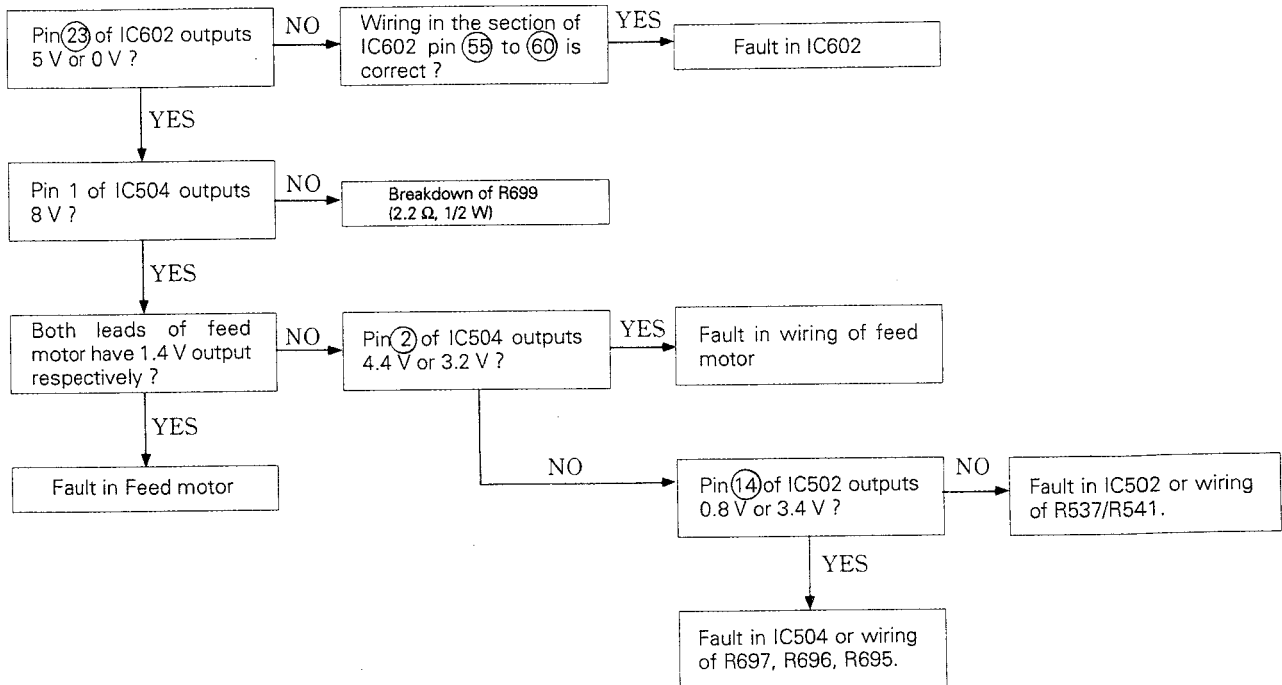 Pin 23 of IC602 outputs
5 V or 0 V ?
NO
Wiring in the section of
IC602 pin 55 to 60 is
correct ?
YES
Fault in IC602
YES
Pin 1 of IC504 outputs
8 V ?
NO
Breakdown of R699
(2.2 Ω, 1/2 W)
YES
Both leads of feed
motor have 1.4 V output
respectively ?
NO
Pin 2 of IC504 outputs
4.4 V or 3.2 V ?
YES
Fault in wiring of feed
motor
YES
Fault in Feed motor
NO
Pin 14 of IC502 outputs
0.8 V or 3.4 V ?
NO
Fault in IC502 or wiring
of R537/R541.
YES
Fault in IC504 or wiring
of R697, R696, R695.